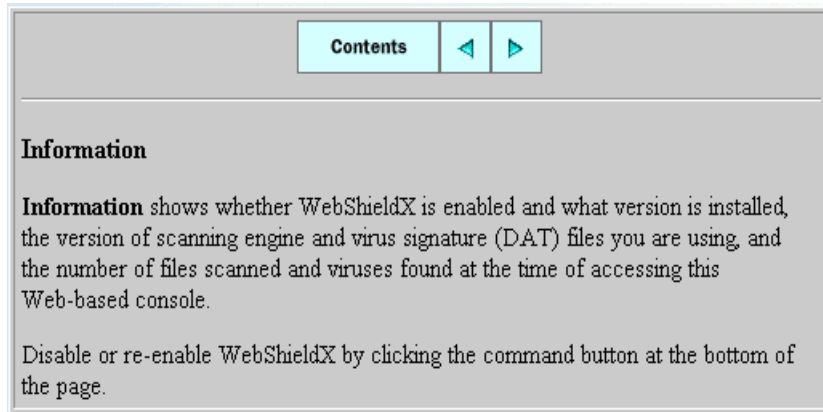 Contents
Information
Information shows whether WebShieldX is enabled and what version is installed,
the version of scanning engine and virus signature (DAT) files you are using, and
the number of files scanned and viruses found at the time of accessing this
Web-based console.
Disable or re-enable WebShieldX by clicking the command button at the bottom of
the page.